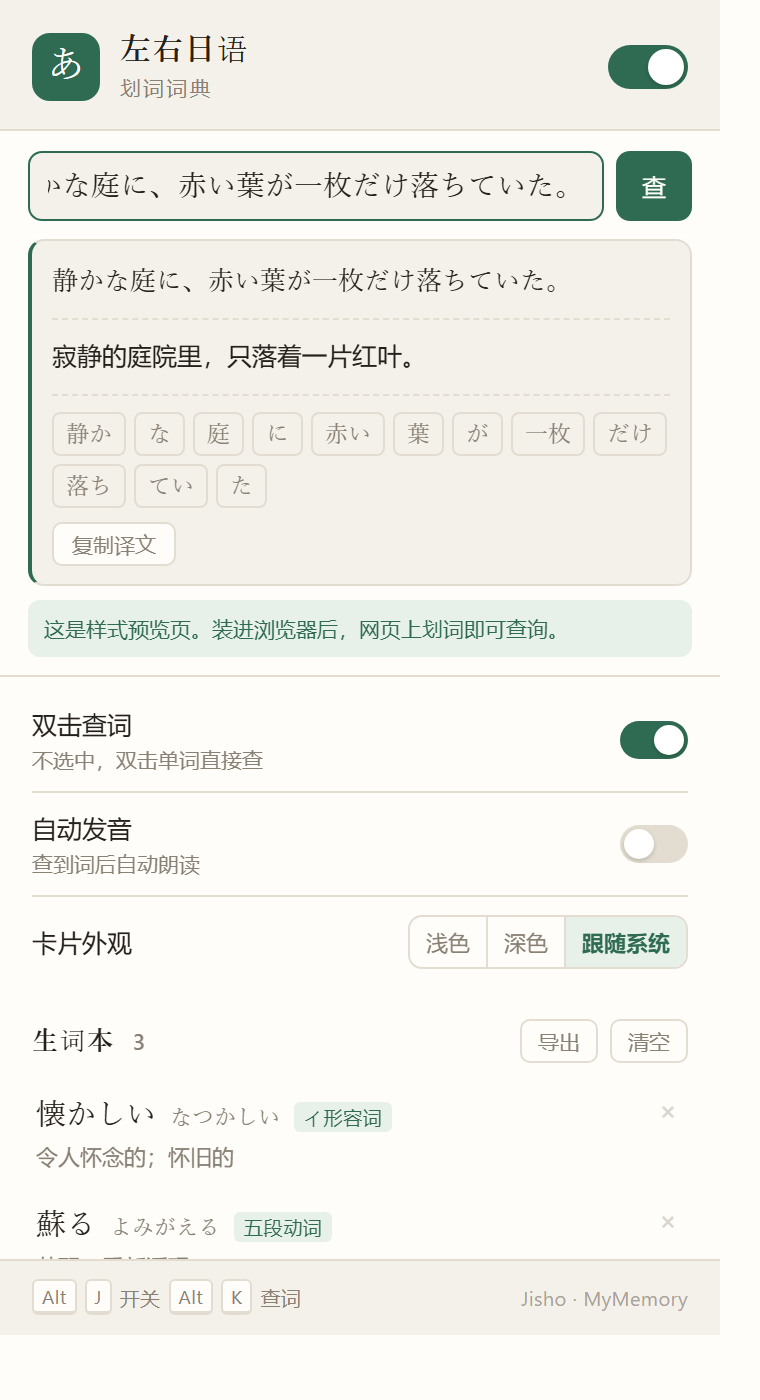 あ
左右日语
划词词典
かな庭に、赤い葉が一枚だけ落ちていた。
查
静かな庭に、赤い葉が一枚だけ落ちていた。
寂静的庭院里，只落着一片红叶。
静か な 庭 に 赤い 葉 が 一枚 だけ
落ち てい た
复制译文
这是样式预览页。装进浏览器后，网页上划词即可查询。
双击查词
不选中，双击单词直接查
自动发音
查到词后自动朗读
卡片外观 浅色 深色 跟随系统
生词本 3 导出 清空
懐かしい なつかしい イ形容词 ×
令人怀念的；怀旧的
蘇る よみがえる 五段动词 ×
Alt J 开关 Alt K 查词 Jisho · MyMemory